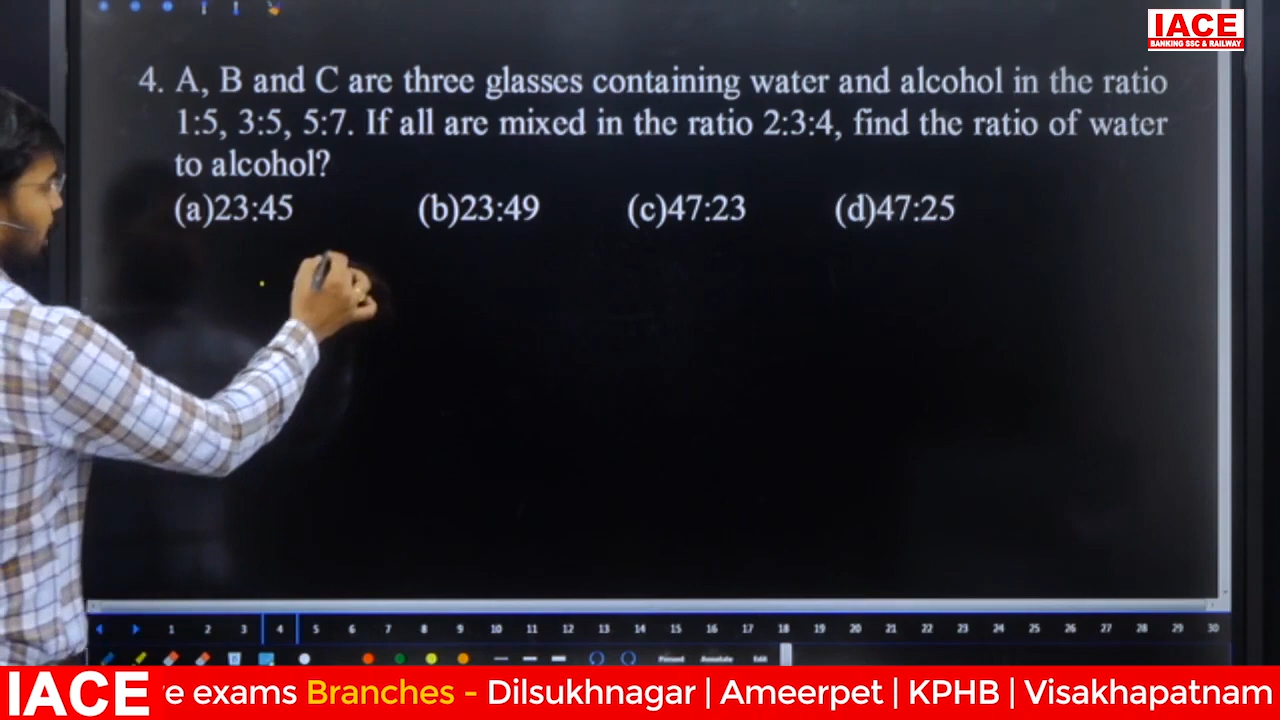 IACE
BANKING SSC & RAILWAY
4. A, B and C are three glasses containing water and alcohol in the ratio
1:5, 3:5, 5:7. If all are mixed in the ratio 2:3:4, find the ratio of water
to alcohol?
(a)23:45 (b)23:49 (c)47:23 (d)47:25
1 2 3 4 5 6 7 8 9 10 11 12 13 14 15 16 17 18 19 20 21 22 23 24 25 26 27 28 29 30
Annotate Edit
IACE e exams Branches - Dilsukhnagar | Ameerpet | KPHB | Visakhapatnam